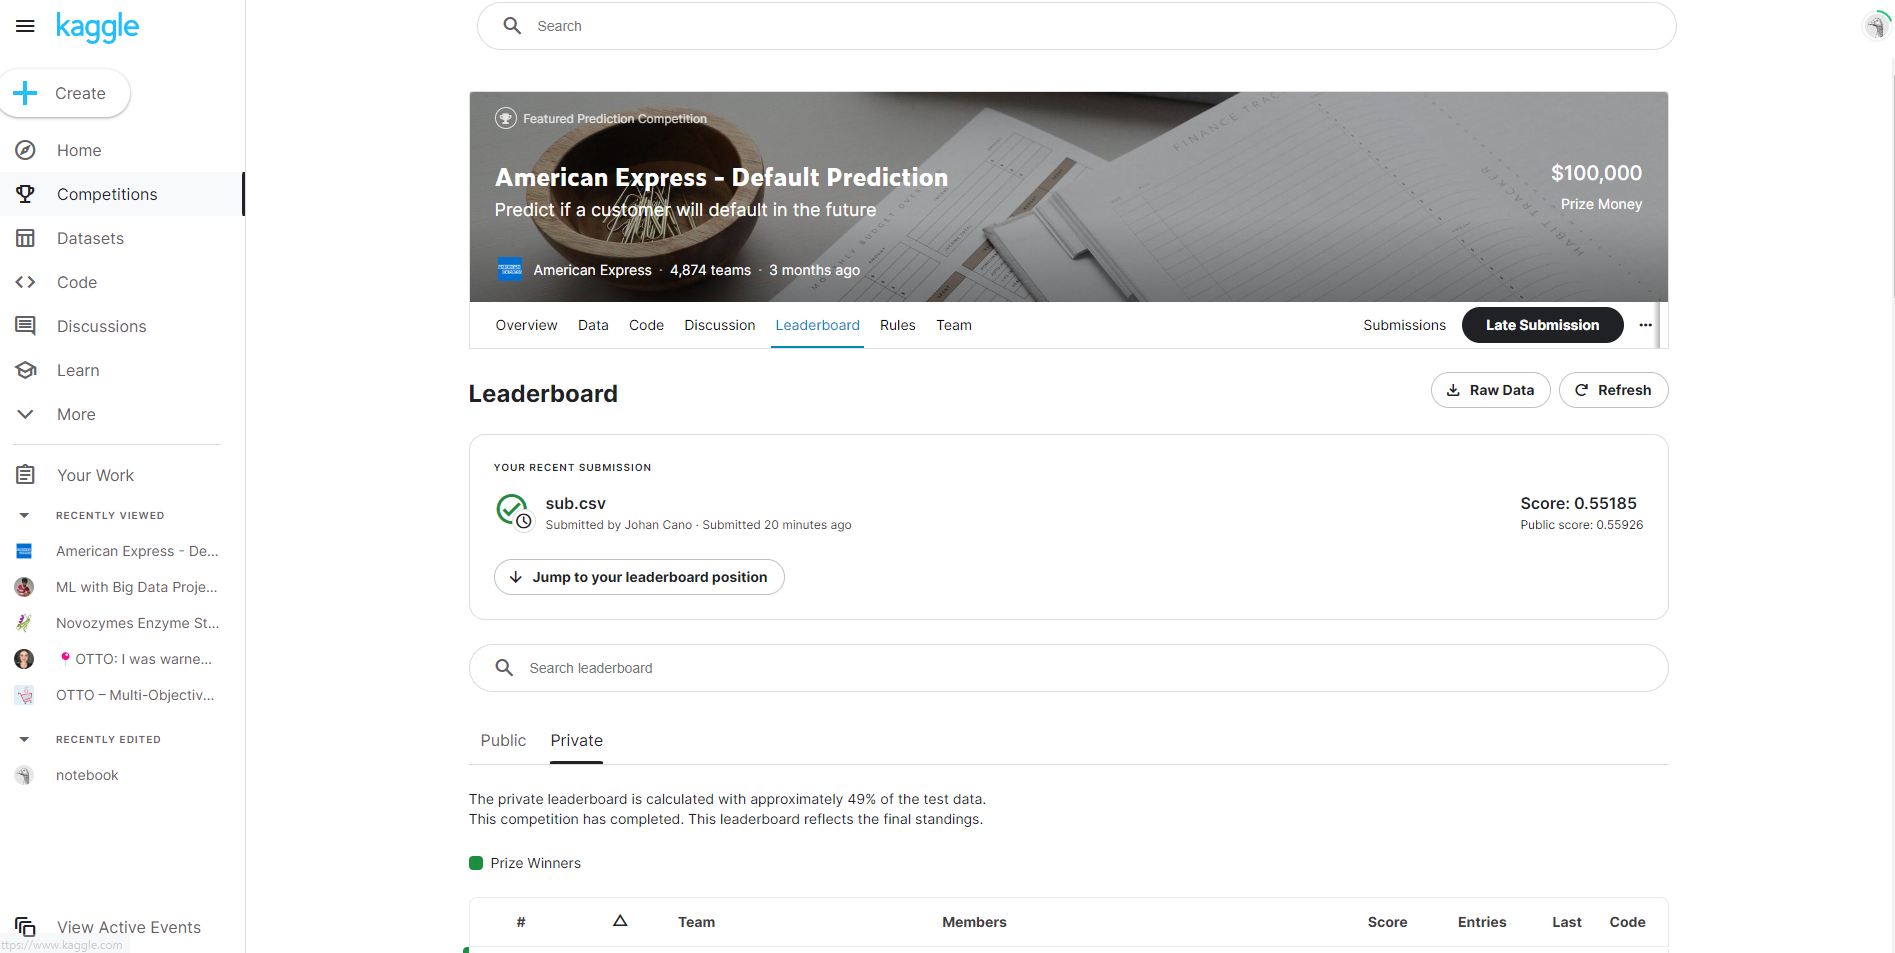 kaggle
Search
Create
Home
Competitions
Datasets
Code
Discussions
Learn
More
Your Work
RECENTLY VIEWED
American Express - De...
ML with Big Data Proje...
Novozymes Enzyme St...
OTTO: I was warne...
OTTO – Multi-Objectiv...
RECENTLY EDITED
notebook
View Active Events
ttps://www.kaggle.com
Featured Prediction Competition
American Express - Default Prediction
Predict if a customer will default in the future
$100,000
Prize Money
American Express · 4,874 teams · 3 months ago
FINANCE TRACKER
HABIT TRACKER
Overview Data Code Discussion Leaderboard Rules Team Submissions Late Submission
Leaderboard
Raw Data Refresh
YOUR RECENT SUBMISSION
sub.csv
Submitted by Johan Cano · Submitted 20 minutes ago
Score: 0.55185
Public score: 0.55926
Jump to your leaderboard position
Search leaderboard
Public Private
The private leaderboard is calculated with approximately 49% of the test data.
This competition has completed. This leaderboard reflects the final standings.
Prize Winners
# Team Members Score Entries Last Code